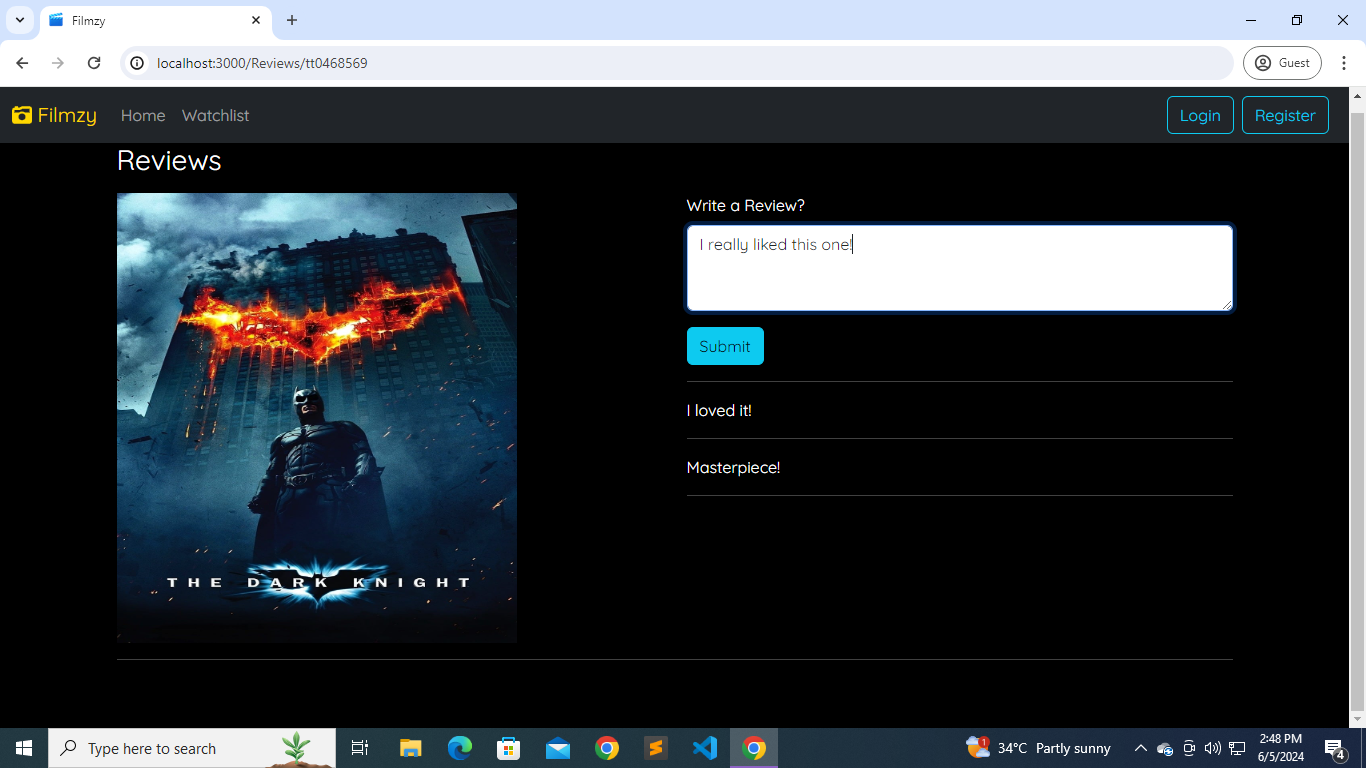 Filmzy
localhost:3000/Reviews/tt0468569
Guest
Filmzy
Home
Watchlist
Login
Register
Reviews
THE DARK KNIGHT
Write a Review?
I really liked this one!
Submit
I loved it!
Masterpiece!
Type here to search
1
34°C Partly sunny
2:48 PM
6/5/2024
4